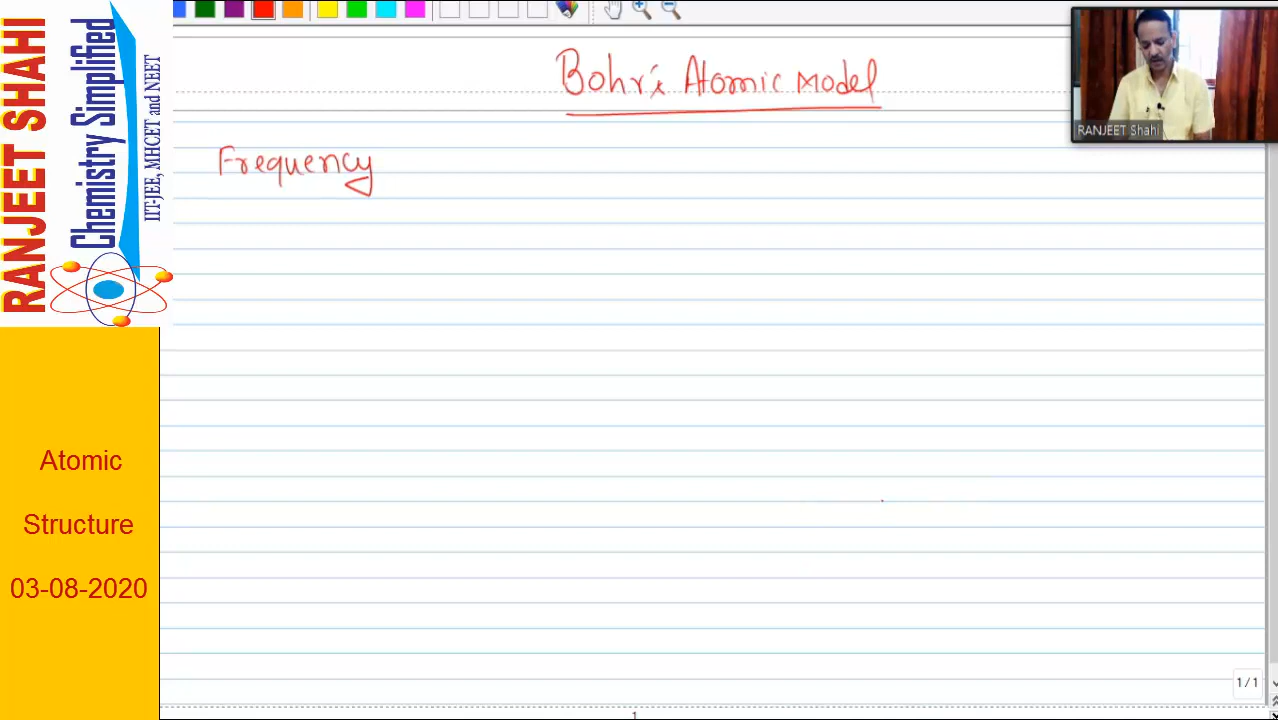 RANJEET SHAHI
Chemistry Simplified
IIT-JEE, MHCET and NEET
Bohr's Atomic Model
RANJEET Shahi
Frequency
Atomic
Structure
03-08-2020
1/1
1